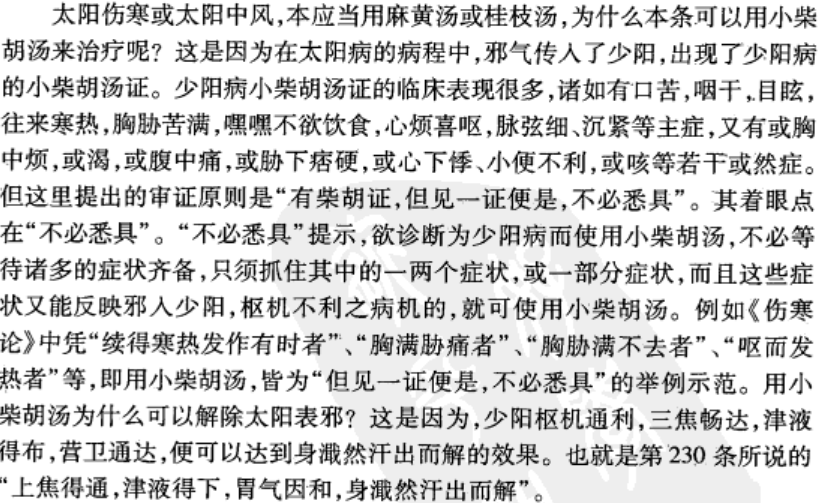 太阳伤寒或太阳中风,本应当用麻黄汤或桂枝汤,为什么本条可以用小柴
胡汤来治疗呢?这是因为在太阳病的病程中,邪气传入了少阳,出现了少阳病
的小柴胡汤证。少阳病小柴胡汤证的临床表现很多,诸如有口苦,咽干,目眩,
往来寒热,胸胁苦满,嘿嘿不欲饮食,心烦喜呕,脉弦细、沉紧等主症,又有或胸
中烦,或渴,或腹中痛,或胁下痞硬,或心下悸、小便不利,或咳等若干或然症。
但这里提出的审证原则是“有柴胡证,但见一证便是,不必悉具”。其着眼点
在“不必悉具”。“不必悉具”提示,欲诊断为少阳病而使用小柴胡汤,不必等
待诸多的症状齐备,只须抓住其中的一两个症状,或一部分症状,而且这些症
状又能反映邪入少阳,枢机不利之病机的,就可使用小柴胡汤。例如《伤寒
论》中凭“续得寒热发作有时者”、“胸满胁痛者”、“胸胁满不去者”、“呕而发
热者”等,即用小柴胡汤,皆为“但见一证便是,不必悉具”的举例示范。用小
柴胡汤为什么可以解除太阳表邪?这是因为,少阳枢机通利,三焦畅达,津液
得布,营卫通达,便可以达到身濈然汗出而解的效果。也就是第230条所说的
“上焦得通,津液得下,胃气因和,身濈然汗出而解”。